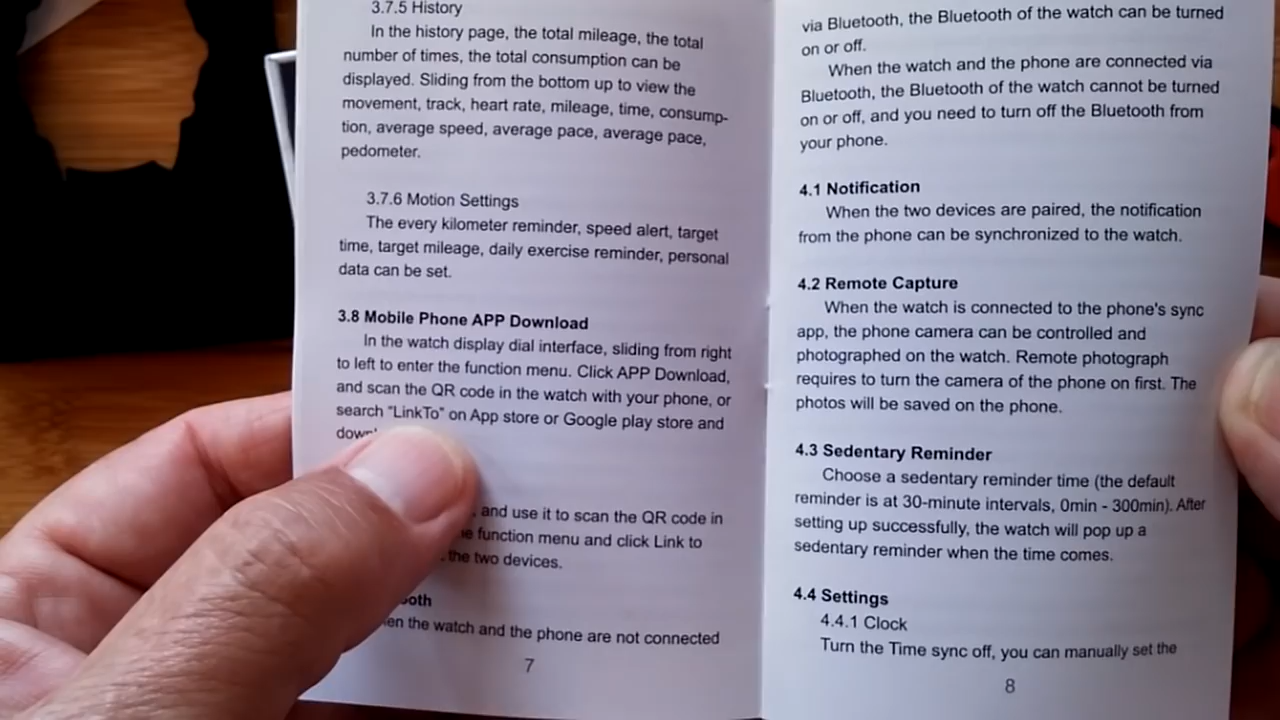 3.7.5 History
In the history page, the total mileage, the total
number of times, the total consumption can be
displayed. Sliding from the bottom up to view the
movement, track, heart rate, mileage, time, consump-
tion, average speed, average pace, average pace,
pedometer.
3.7.6 Motion Settings
The every kilometer reminder, speed alert, target
time, target mileage, daily exercise reminder, personal
data can be set.
3.8 Mobile Phone APP Download
In the watch display dial interface, sliding from right
to left to enter the function menu. Click APP Download,
and scan the QR code in the watch with your phone, or
search "LinkTo" on App store or Google play store and
and use it to scan the QR code in
function menu and click Link to
the two devices.
the watch and the phone are not connected
7
via Bluetooth, the Bluetooth of the watch can be turned
on or off.
When the watch and the phone are connected via
Bluetooth, the Bluetooth of the watch cannot be turned
on or off, and you need to turn off the Bluetooth from
your phone.
4.1 Notification
When the two devices are paired, the notification
from the phone can be synchronized to the watch.
4.2 Remote Capture
When the watch is connected to the phone's sync
app, the phone camera can be controlled and
photographed on the watch. Remote photograph
requires to turn the camera of the phone on first. The
photos will be saved on the phone.
4.3 Sedentary Reminder
Choose a sedentary reminder time (the default
reminder is at 30-minute intervals, 0min - 300min). After
setting up successfully, the watch will pop up a
sedentary reminder when the time comes.
4.4 Settings
4.4.1 Clock
Turn the Time sync off, you can manually set the
8